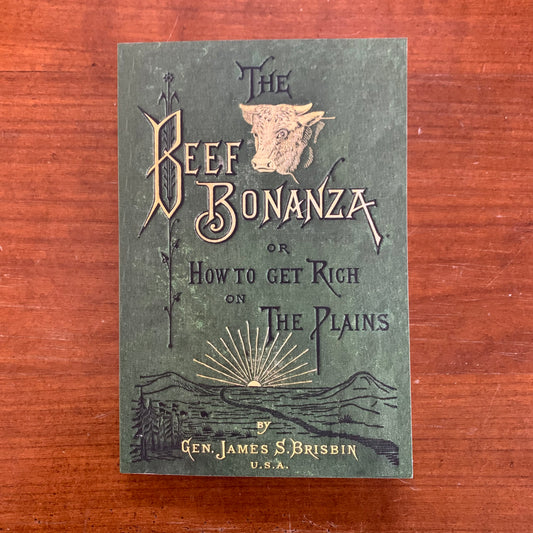 THE
BEEF
BONANZA
OR
HOW TO GET RICH
ON
THE PLAINS
BY
GEN. JAMES S. BRISBIN
U.S.A.